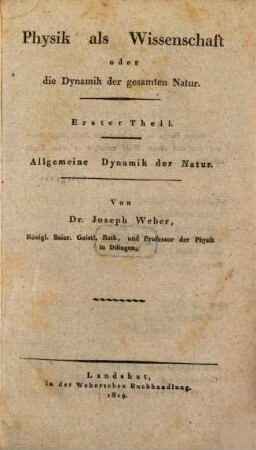 Physik als Wissenschaft
oder
die Dynamik der gesamten Natur.
Erster Theil.
Allgemeine Dynamik der Natur.
Von
Dr. Joseph Weber,
Königl. Baier. Geistl. Rath, und Professor der Physik
in Dilingen.
Landshut,
in der Weberschen Buchhandlung.
1819.